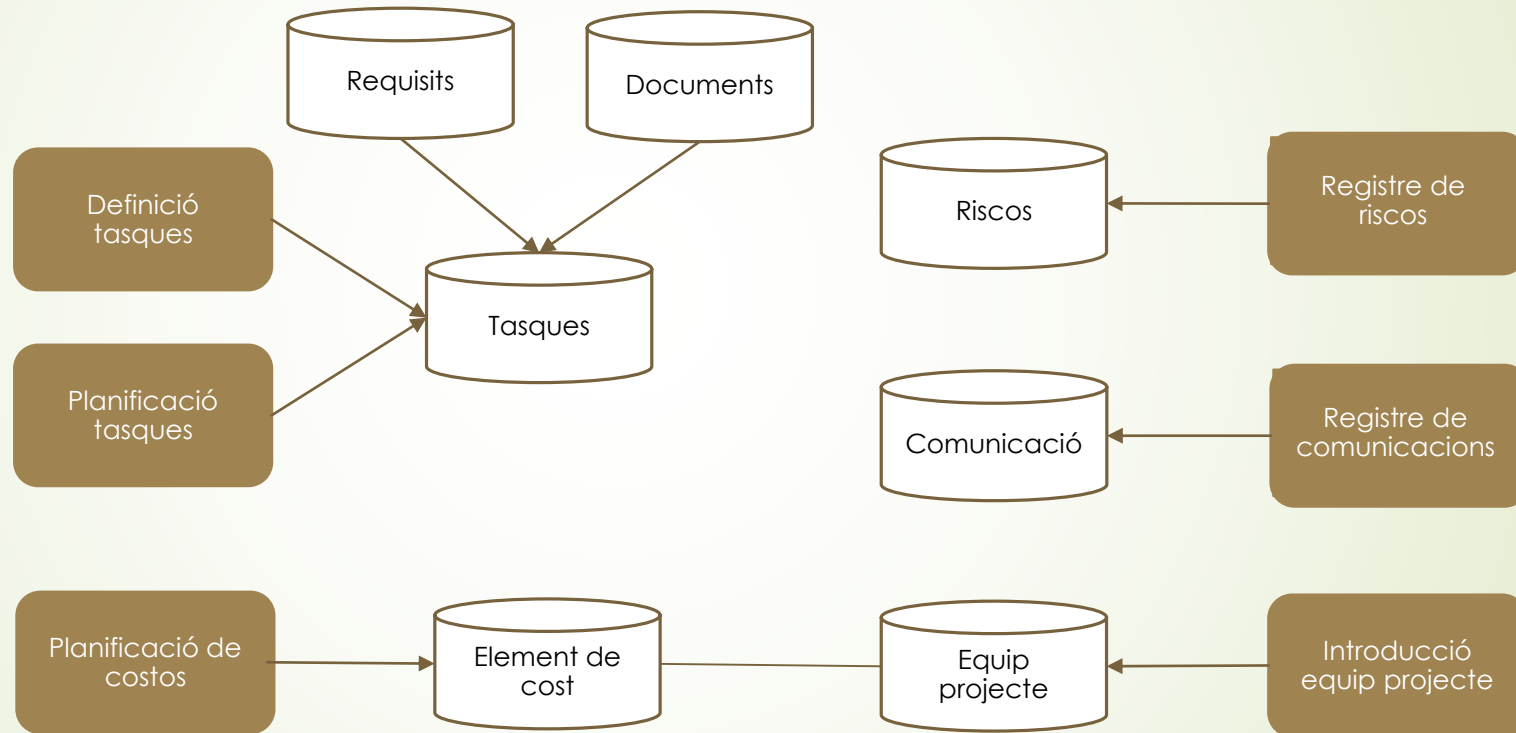 Requisits
Documents
Definició
tasques
Riscos
Registre de
riscos
Tasques
Planificació
tasques
Comunicació
Registre de
comunicacions
Planificació de
costos
Element de
cost
Equip
projecte
Introducció
equip projecte